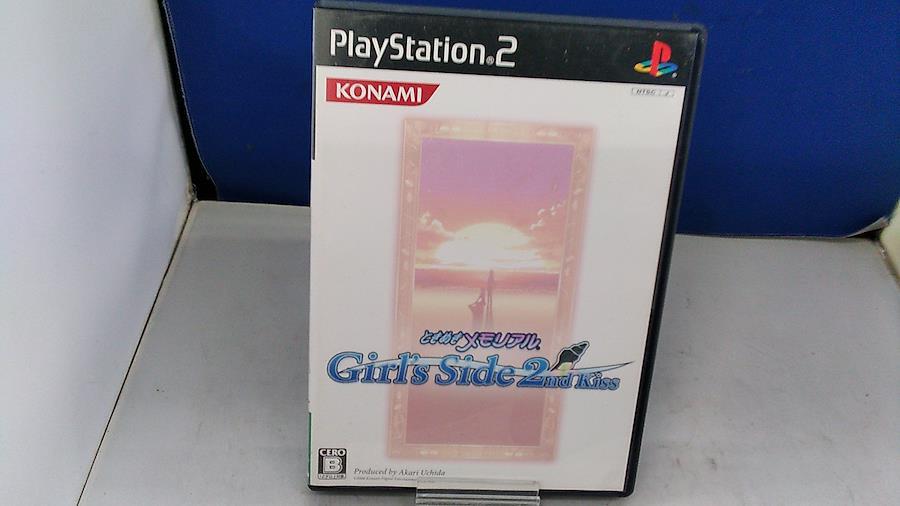 PlayStation®2
KONAMI
NTSC J
ときめきメモリアル
Girl's Side 2nd Kiss
CERO
B
Produced by Akari Uchida